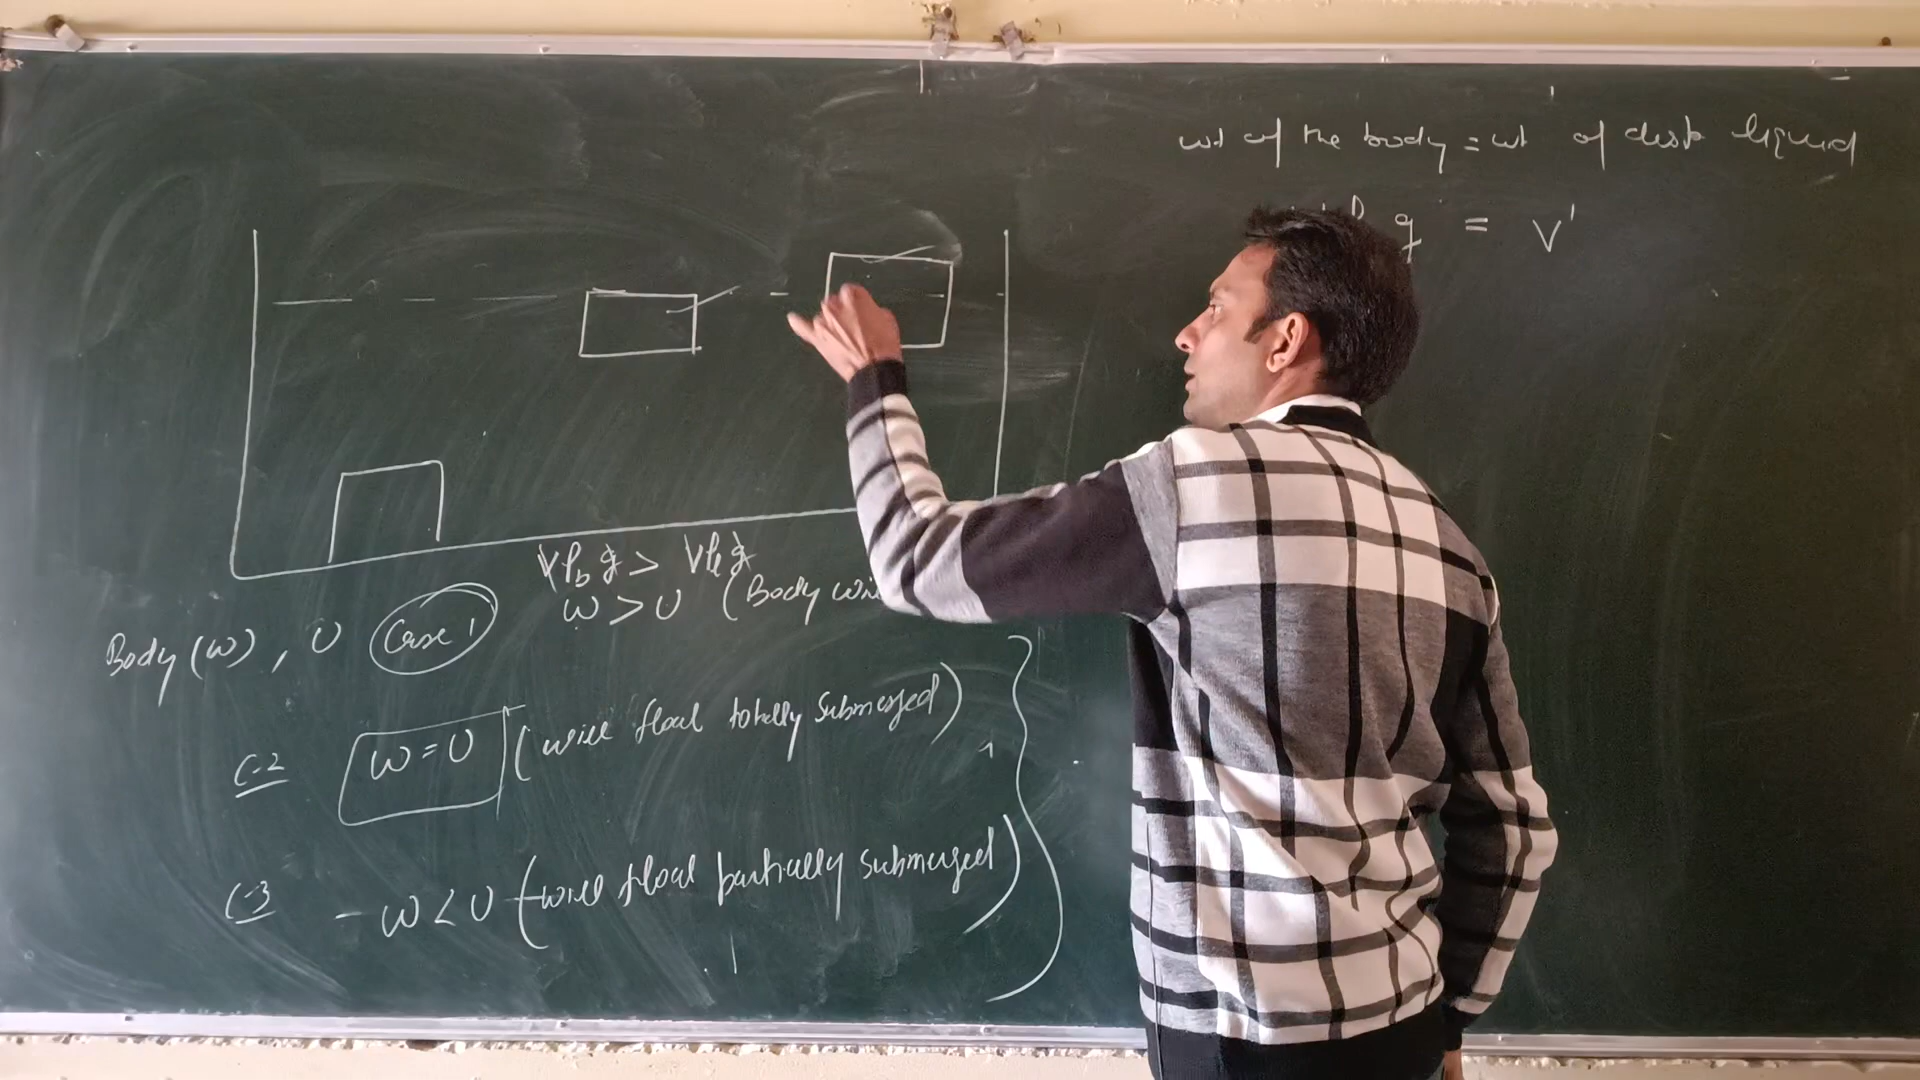 wt of the body = wt of disp liquid
g = V'
Vρb g > Vρl g
W > U (Body
Body (W), U Case 1
C-2 W = U (will float totally submerged)
C-3 - W < U (will float partially submerged)